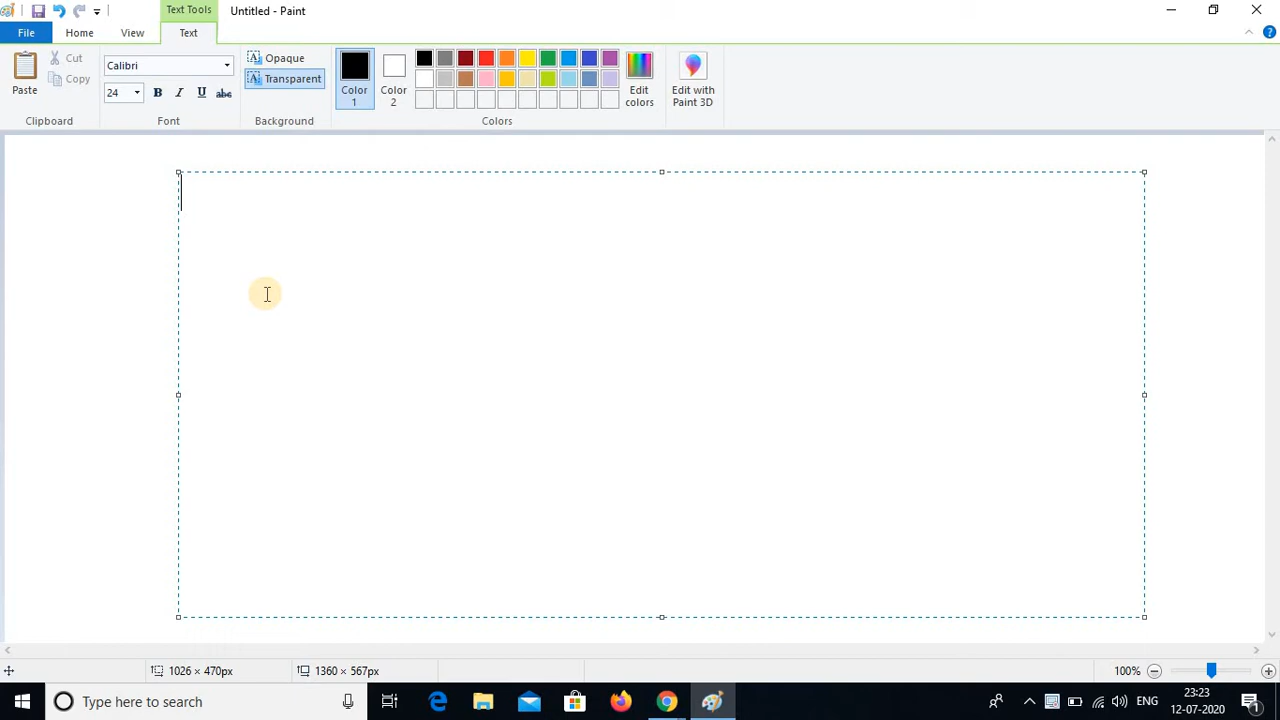 Text Tools
Untitled - Paint
File
Home
View
Text
Paste
Cut
Copy
Clipboard
Calibri
24
B
I
U
abc
Font
Opaque
Transparent
Background
Color
1
Color
2
Edit
colors
Colors
Edit with
Paint 3D
1026 × 470px
1360 × 567px
100%
Type here to search
ENG
23:23
12-07-2020
1